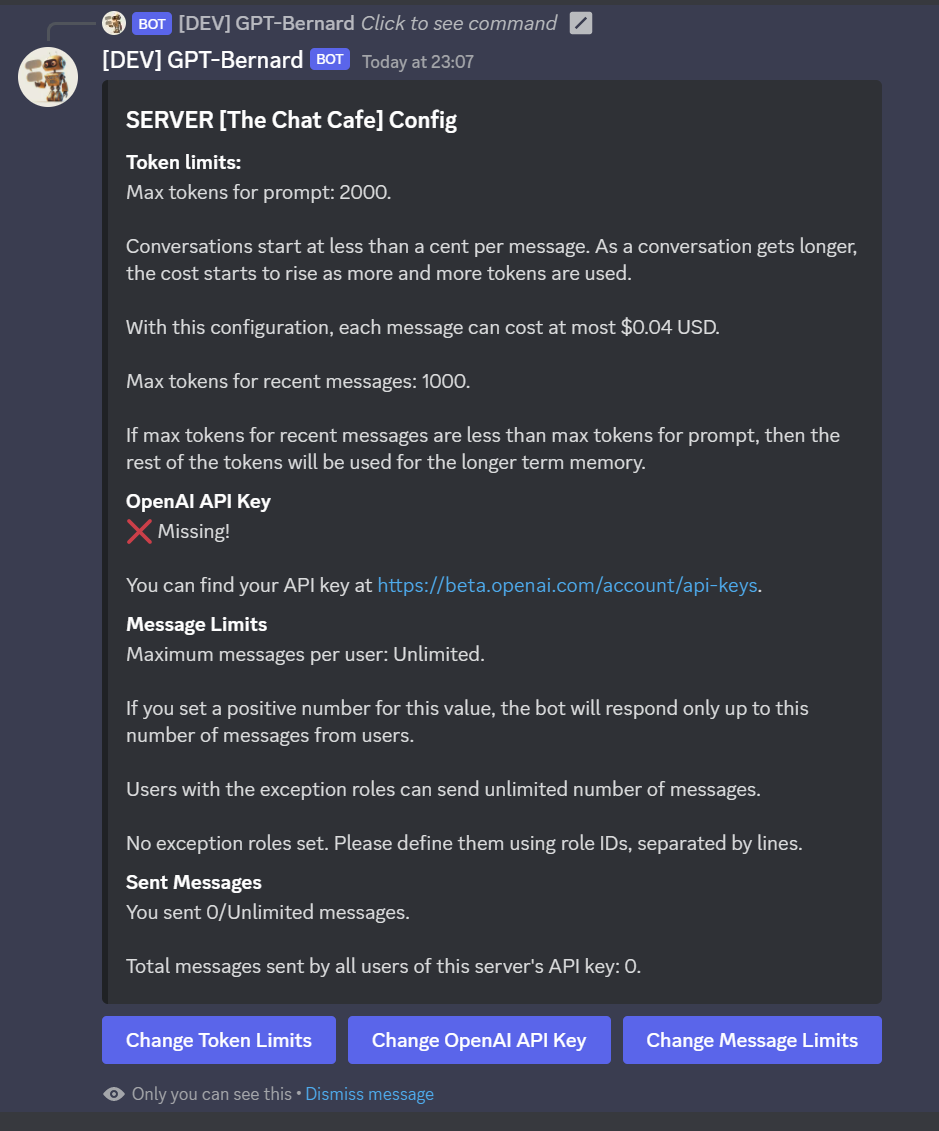 BOT [DEV] GPT-Bernard Click to see command
[DEV] GPT-Bernard BOT Today at 23:07
SERVER [The Chat Cafe] Config
Token limits:
Max tokens for prompt: 2000.
Conversations start at less than a cent per message. As a conversation gets longer,
the cost starts to rise as more and more tokens are used.
With this configuration, each message can cost at most $0.04 USD.
Max tokens for recent messages: 1000.
If max tokens for recent messages are less than max tokens for prompt, then the
rest of the tokens will be used for the longer term memory.
OpenAI API Key
❌ Missing!
You can find your API key at https://beta.openai.com/account/api-keys.
Message Limits
Maximum messages per user: Unlimited.
If you set a positive number for this value, the bot will respond only up to this
number of messages from users.
Users with the exception roles can send unlimited number of messages.
No exception roles set. Please define them using role IDs, separated by lines.
Sent Messages
You sent 0/Unlimited messages.
Total messages sent by all users of this server's API key: 0.
Change Token Limits Change OpenAI API Key Change Message Limits
Only you can see this • Dismiss message